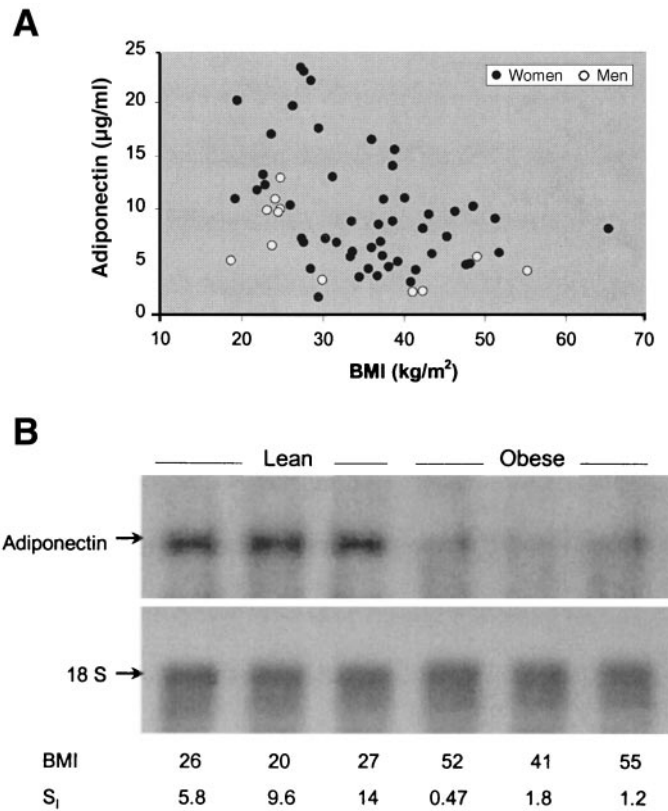 A
Adiponectin (µg/ml)
25
20
15
10
5
0
Women Men
10 20 30 40 50 60 70
BMI (kg/m²)
B
Lean Obese
Adiponectin
18 S
BMI 26 20 27 52 41 55
S_I 5.8 9.6 14 0.47 1.8 1.2